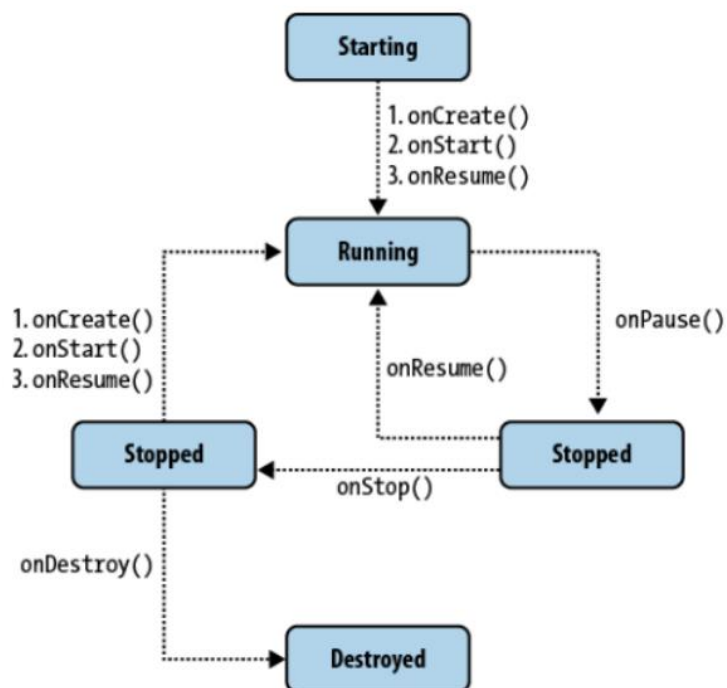 Starting
1. onCreate()
2. onStart()
3. onResume()
Running
1. onCreate()
2. onStart()
3. onResume()
onResume()
onPause()
Stopped
Stopped
onStop()
onDestroy()
Destroyed